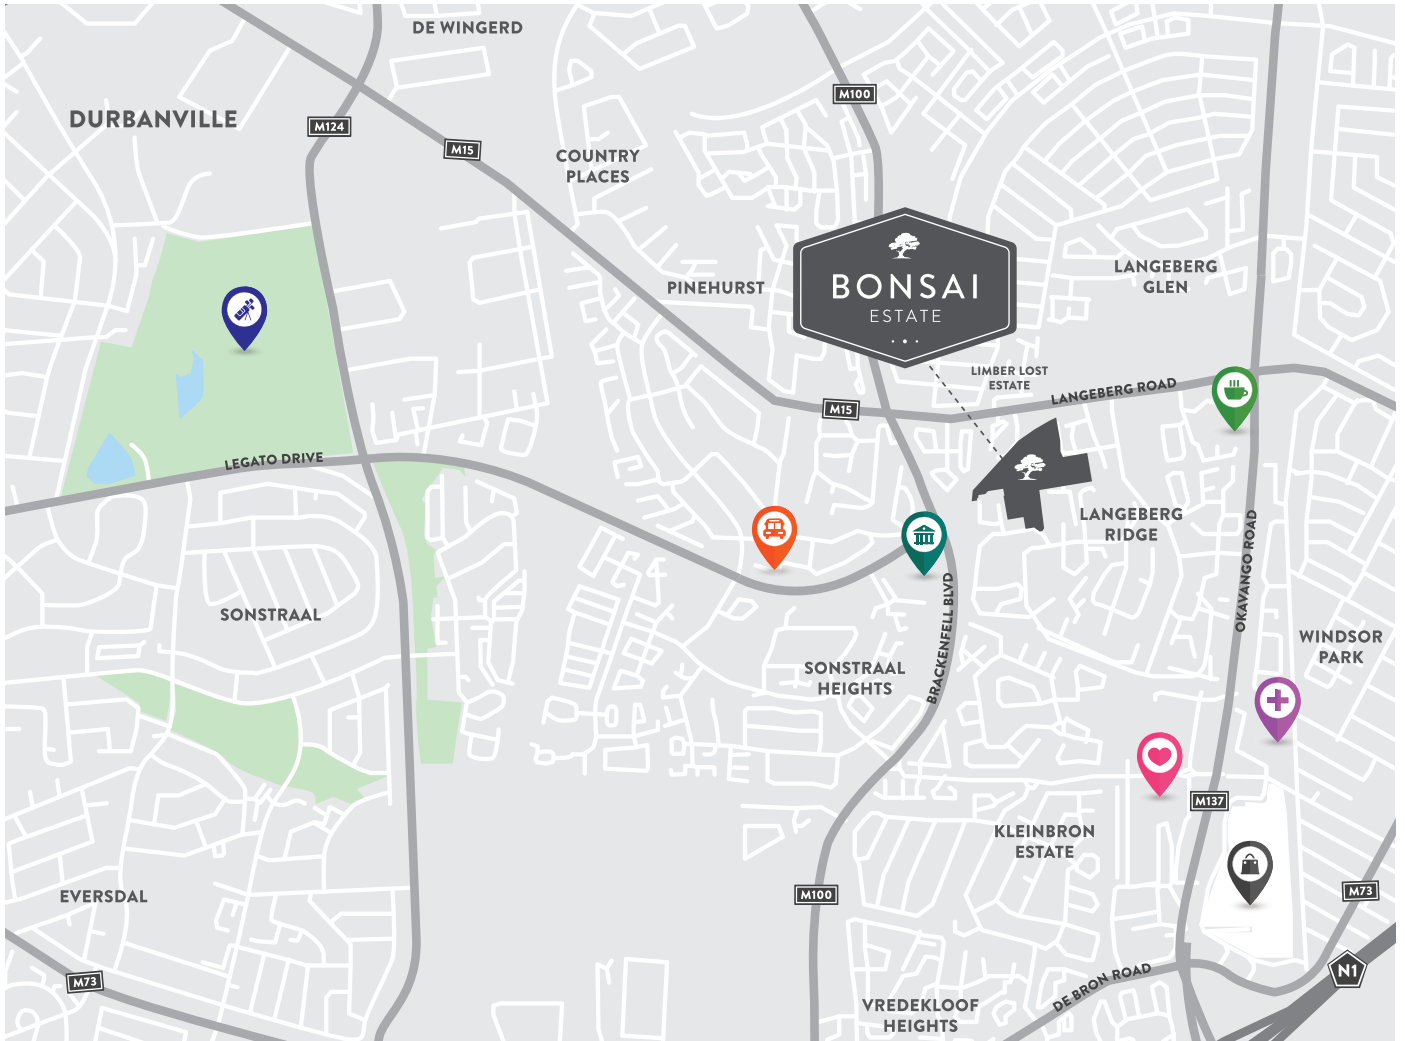 DE WINGERD
M100
DURBANVILLE
M124
M15
COUNTRY
PLACES
BONSAI
ESTATE
PINEHURST
LANGEBERG
GLEN
LIMBER LOST
ESTATE
LANGEBERG ROAD
M15
LEGATO DRIVE
LANGEBERG
RIDGE
OKAVANGO ROAD
BRACKENFELL BLVD
SONSTRAAL
WINDSOR
PARK
SONSTRAAL
HEIGHTS
M137
KLEINBRON
ESTATE
EVERSDAL
M100
M73
M73
N1
DE BRON ROAD
VREDEKLOOF
HEIGHTS